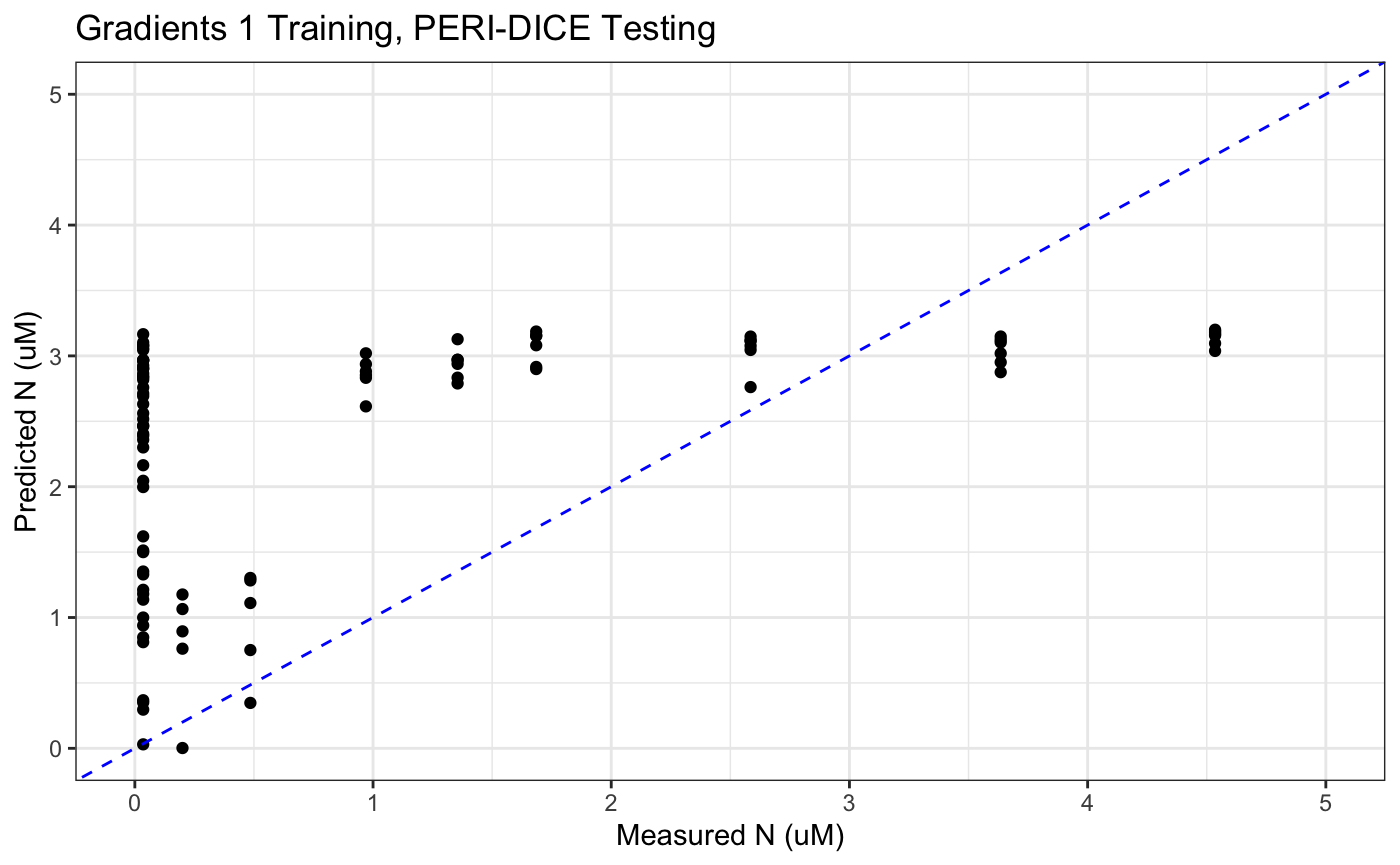 Gradients 1 Training, PERI-DICE Testing
5
4
3
2
1
0
Predicted N (uM)
0 1 2 3 4 5
Measured N (uM)